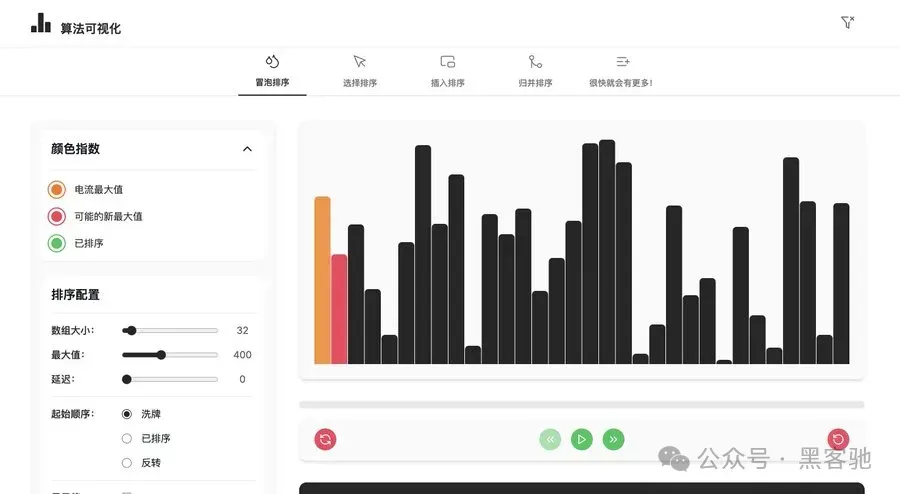 算法可视化
冒泡排序
选择排序
插入排序
归并排序
很快就会有更多!
颜色指数
电流最大值
可能的新最大值
已排序
排序配置
数组大小: 32
最大值: 400
延迟: 0
起始顺序: 洗牌
已排序
反转
公众号 · 黑客驰